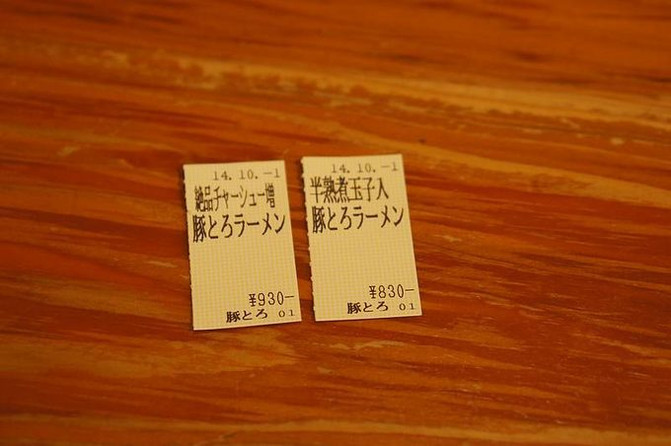 14.10.-1
絶品チャーシュー増
豚とろラーメン
¥930-
豚とろ 01
14.10.-1
半熟煮玉子入
豚とろラーメン
¥830-
豚とろ 01